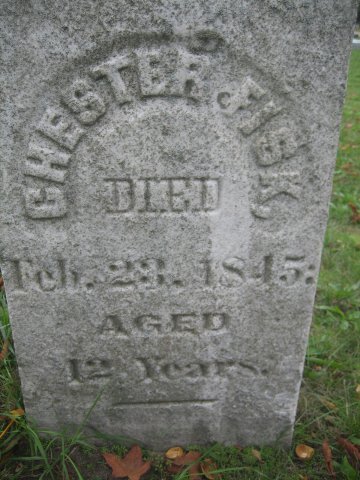 CHESTER FISK,
DIED
Feb. 23. 1845:
AGED
12 Years.